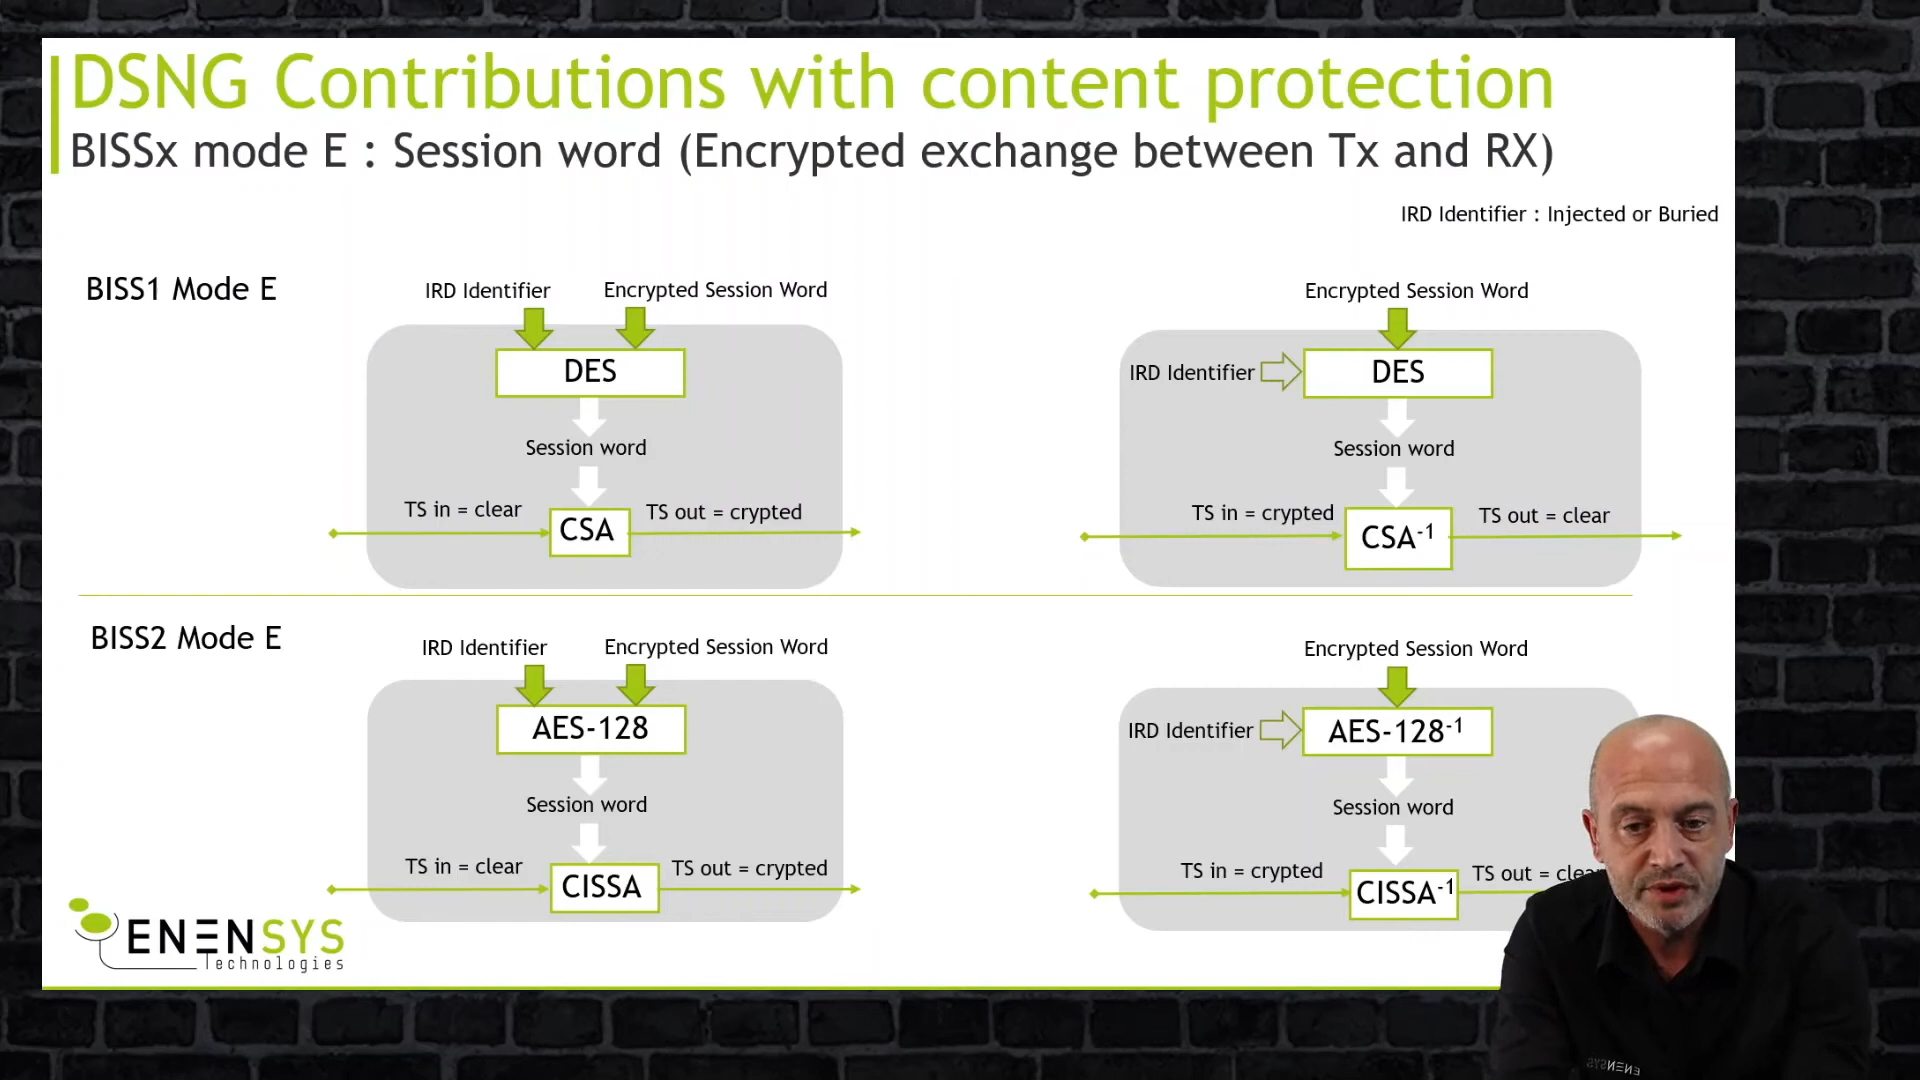 DSNG Contributions with content protection
BISSx mode E : Session word (Encrypted exchange between Tx and RX)
IRD Identifier : Injected or Buried
BISS1 Mode E
IRD Identifier
Encrypted Session Word
DES
Session word
TS in = clear
CSA
TS out = crypted
Encrypted Session Word
IRD Identifier
DES
Session word
TS in = crypted
CSA-1
TS out = clear
BISS2 Mode E
IRD Identifier
Encrypted Session Word
AES-128
Session word
TS in = clear
CISSA
TS out = crypted
Encrypted Session Word
IRD Identifier
AES-128-1
Session word
TS in = crypted
CISSA-1
TS out = clear
ENENSYS
Technologies
ENENSYS